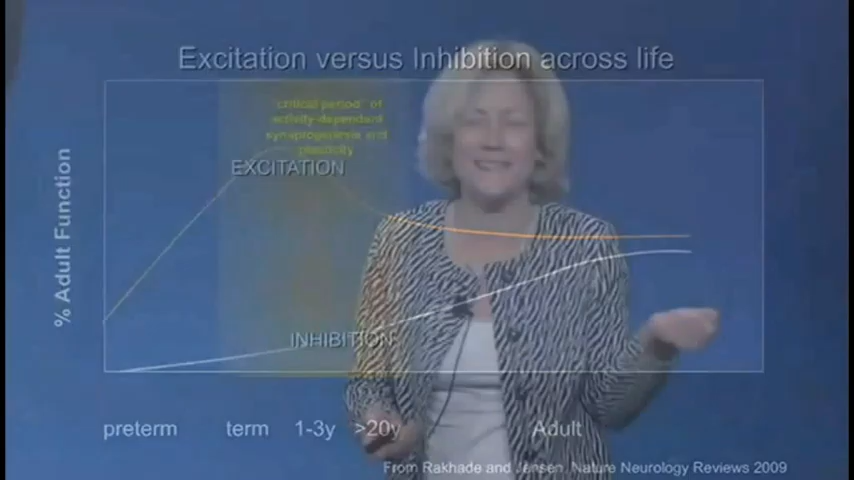 Excitation versus Inhibition across life
critical period of
activity-dependent
synaptogenesis and
plasticity
EXCITATION
% Adult Function
INHIBITION
preterm term 1-3y >20y Adult
From Rakhade and Jensen, Nature Neurology Reviews 2009